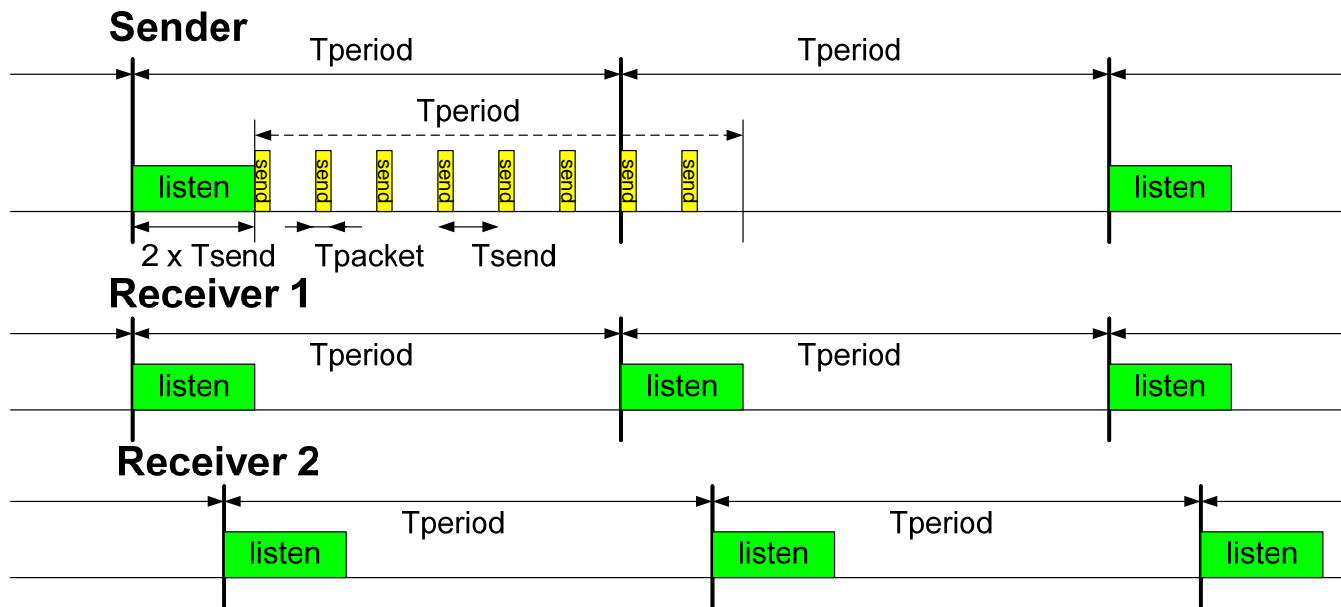 Sender
Tperiod Tperiod
Tperiod
listen send send send send send send send send listen
2 x Tsend Tpacket Tsend
Receiver 1
Tperiod Tperiod
listen listen listen
Receiver 2
Tperiod Tperiod
listen listen listen